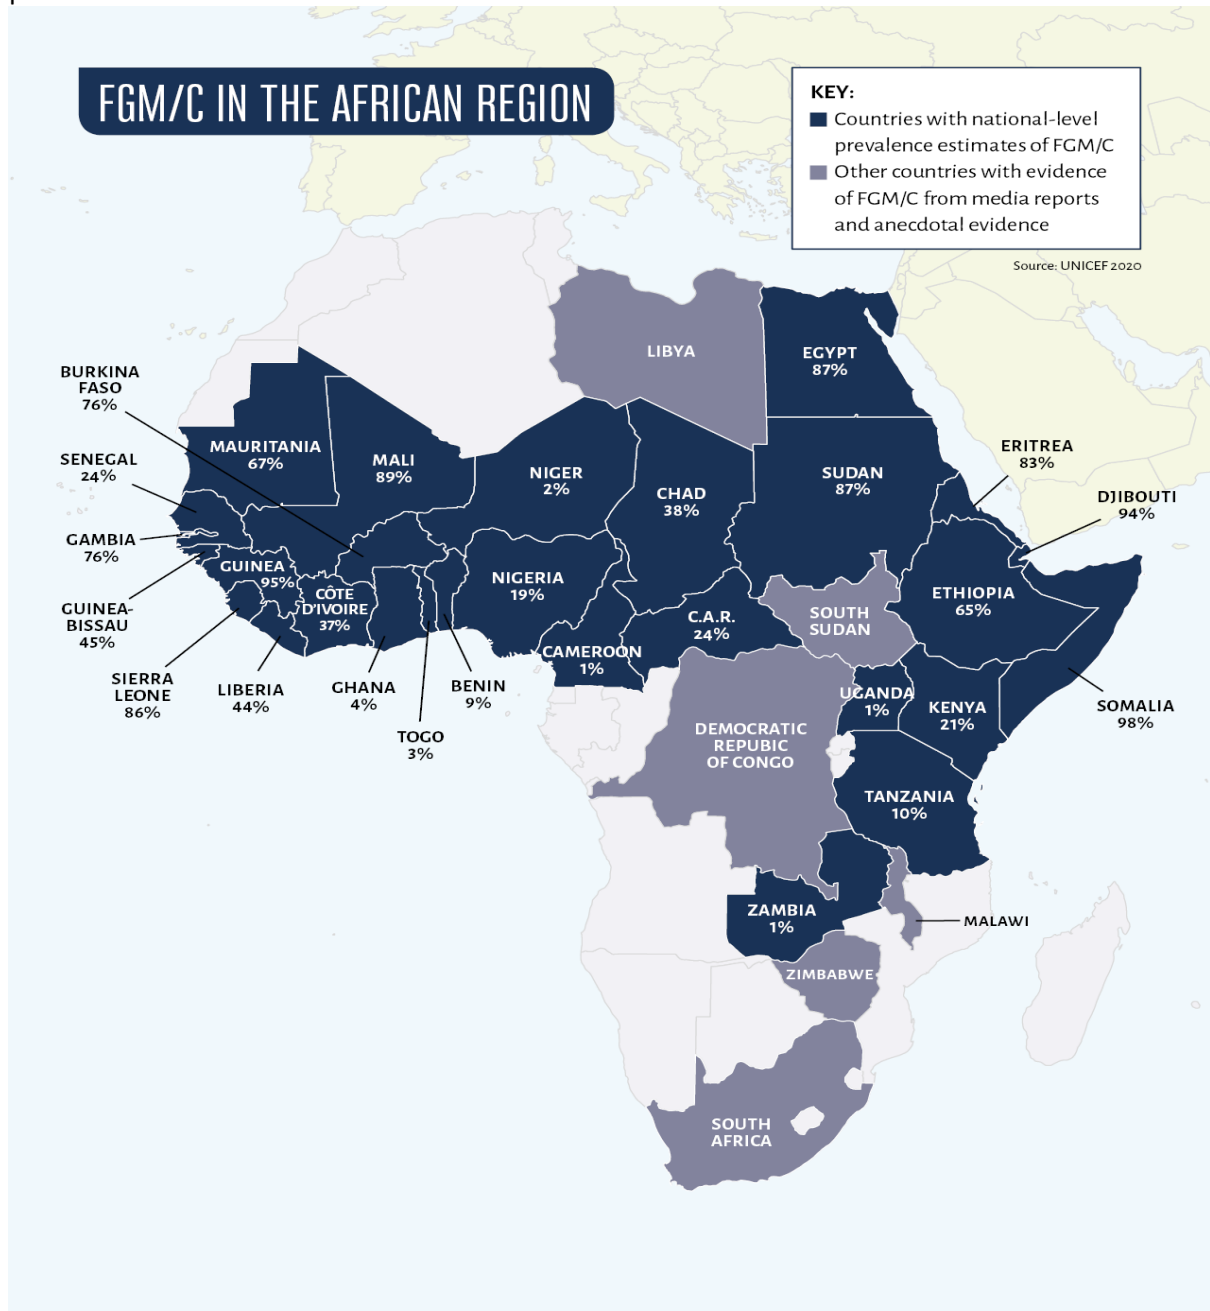 FGM/C IN THE AFRICAN REGION
KEY:
Countries with national-level
prevalence estimates of FGM/C
Other countries with evidence
of FGM/C from media reports
and anecdotal evidence
Source: UNICEF 2020
LIBYA
EGYPT
87%
BURKINA
FASO
76%
MAURITANIA
67%
MALI
89%
NIGER
2%
CHAD
38%
SUDAN
87%
ERITREA
83%
SENEGAL
24%
DJIBOUTI
94%
GAMBIA
76%
GUINEA
95%
CÔTE
D'IVOIRE
37%
NIGERIA
19%
ETHIOPIA
65%
GUINEA-
BISSAU
45%
C.A.R.
24%
SOUTH
SUDAN
CAMEROON
1%
SIERRA
LEONE
86%
LIBERIA
44%
GHANA
4%
BENIN
9%
TOGO
3%
UGANDA
1%
KENYA
21%
SOMALIA
98%
DEMOCRATIC
REPUBIC
OF CONGO
TANZANIA
10%
ZAMBIA
1%
MALAWI
ZIMBABWE
SOUTH
AFRICA